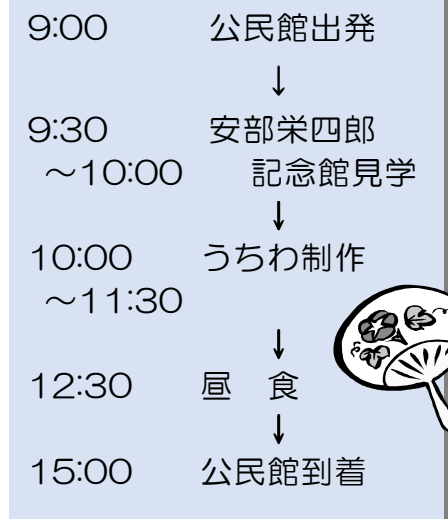 9:00 公民館出発
↓
9:30 安部栄四郎
～10:00 記念館見学
↓
10:00 うちわ制作
～11:30
↓
12:30 昼 食
↓
15:00 公民館到着